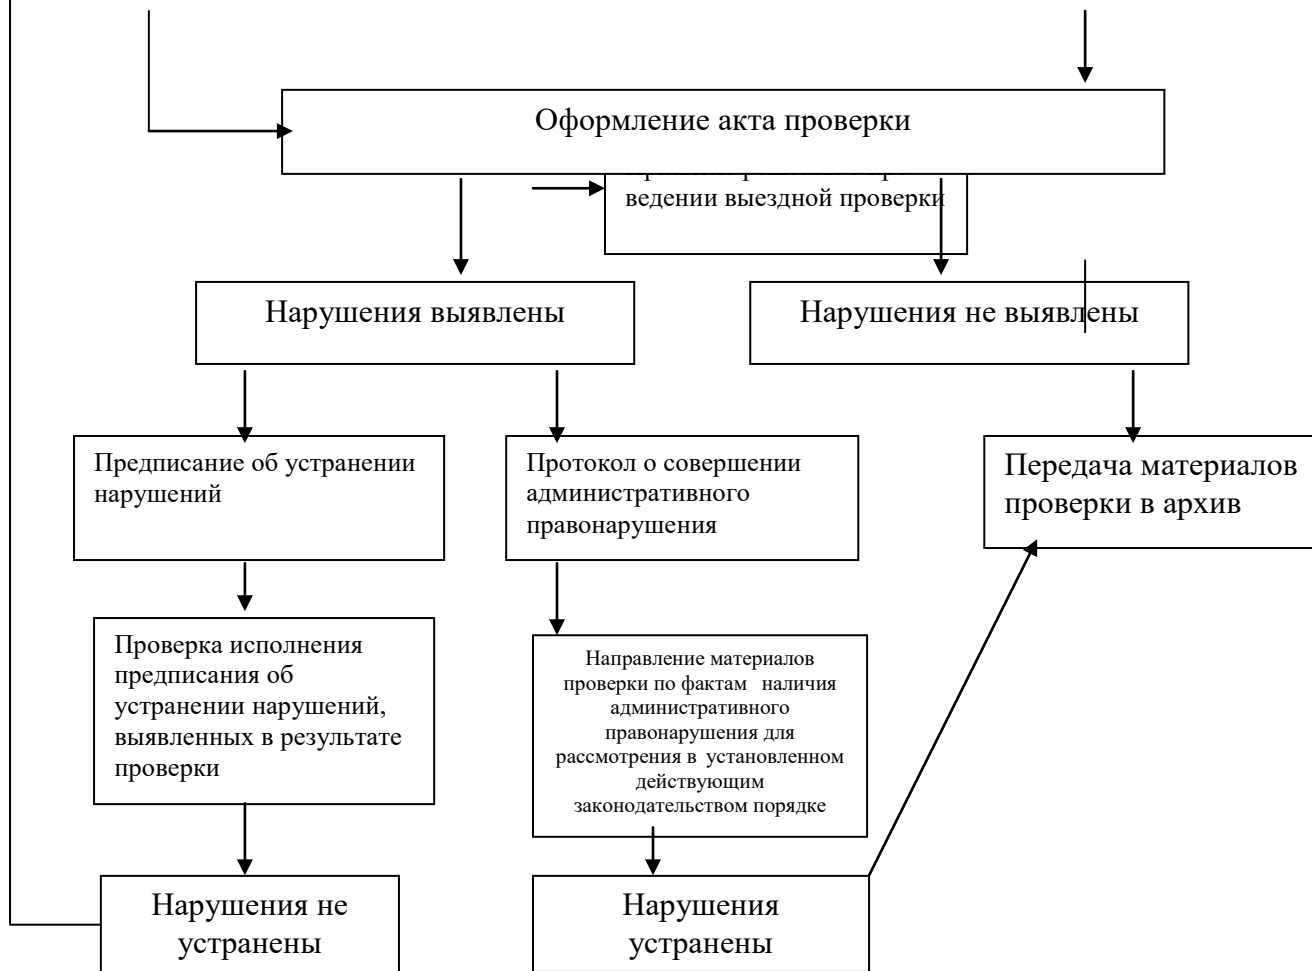 Оформление акта проверки
ведении выездной проверки
Нарушения выявлены
Нарушения не выявлены
Предписание об устранении
нарушений
Протокол о совершении
административного
правонарушения
Передача материалов
проверки в архив
Проверка исполнения
предписания об
устранении нарушений,
выявленных в результате
проверки
Направление материалов
проверки по фактам наличия
административного
правонарушения для
рассмотрения в установленном
действующим
законодательством порядке
Нарушения не
устранены
Нарушения
устранены